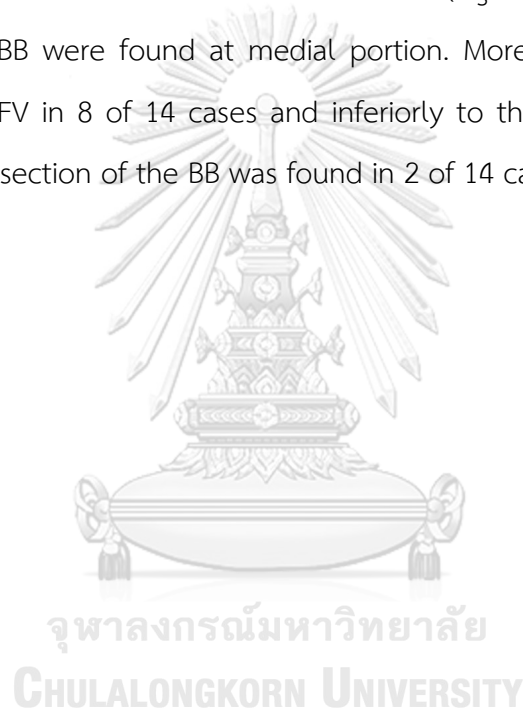 BB were found at medial portion. More
FV in 8 of 14 cases and inferiorly to th
section of the BB was found in 2 of 14 ca
จุฬาลงกรณ์มหาวิทยาลัย
CHULALONGKORN UNIVERSITY